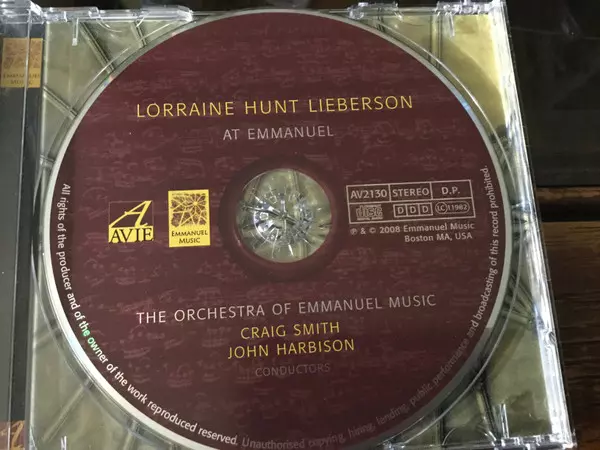 LORRAINE HUNT LIEBERSON
AT EMMANUEL
A
AVIE
EMMANUEL
MUSIC
AV2130 STEREO D.P.
DDD LC 11982
℗ & © 2008 Emmanuel Music
Boston MA, USA
THE ORCHESTRA OF EMMANUEL MUSIC
CRAIG SMITH
JOHN HARBISON
CONDUCTORS
All rights of the producer and of the owner of the work reproduced reserved. Unauthorised copying, hiring, lending, public performance and broadcasting of this record prohibited.